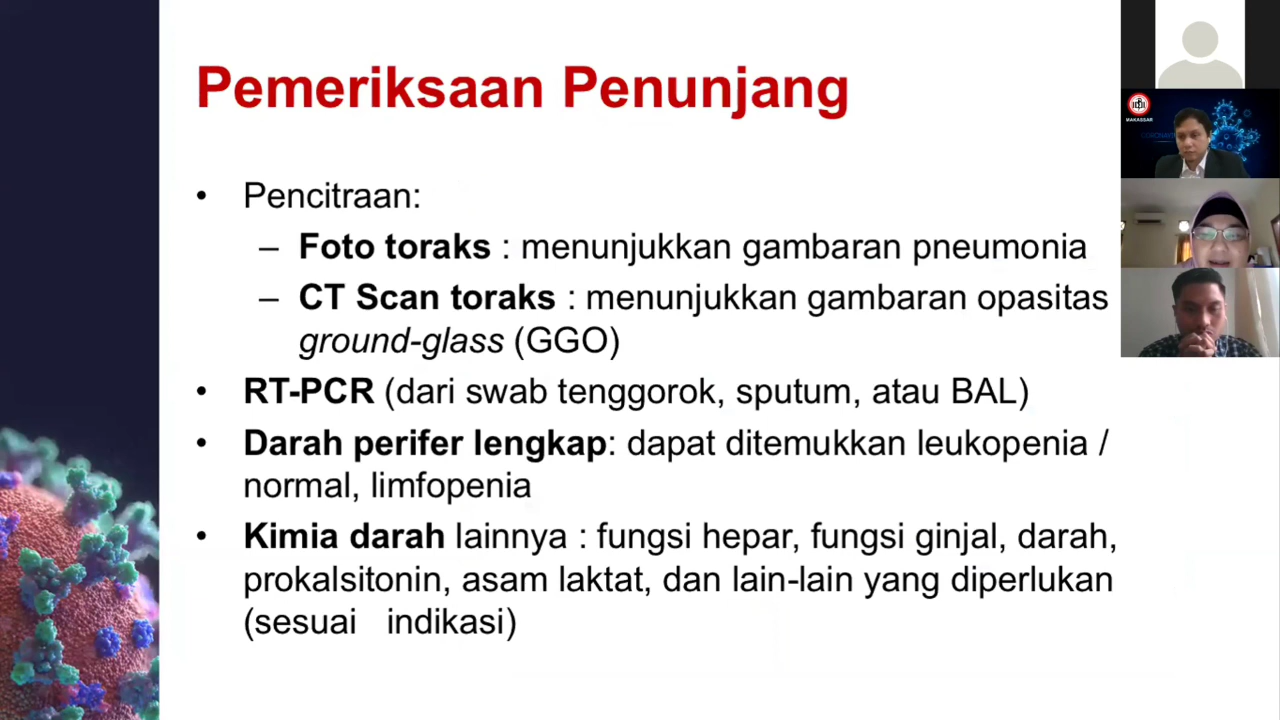 Pemeriksaan Penunjang
• Pencitraan:
– Foto toraks : menunjukkan gambaran pneumonia
– CT Scan toraks : menunjukkan gambaran opasitas
ground-glass (GGO)
• RT-PCR (dari swab tenggorok, sputum, atau BAL)
• Darah perifer lengkap: dapat ditemukkan leukopenia /
normal, limfopenia
• Kimia darah lainnya : fungsi hepar, fungsi ginjal, darah,
prokalsitonin, asam laktat, dan lain-lain yang diperlukan
(sesuai indikasi)
MAKASSAR